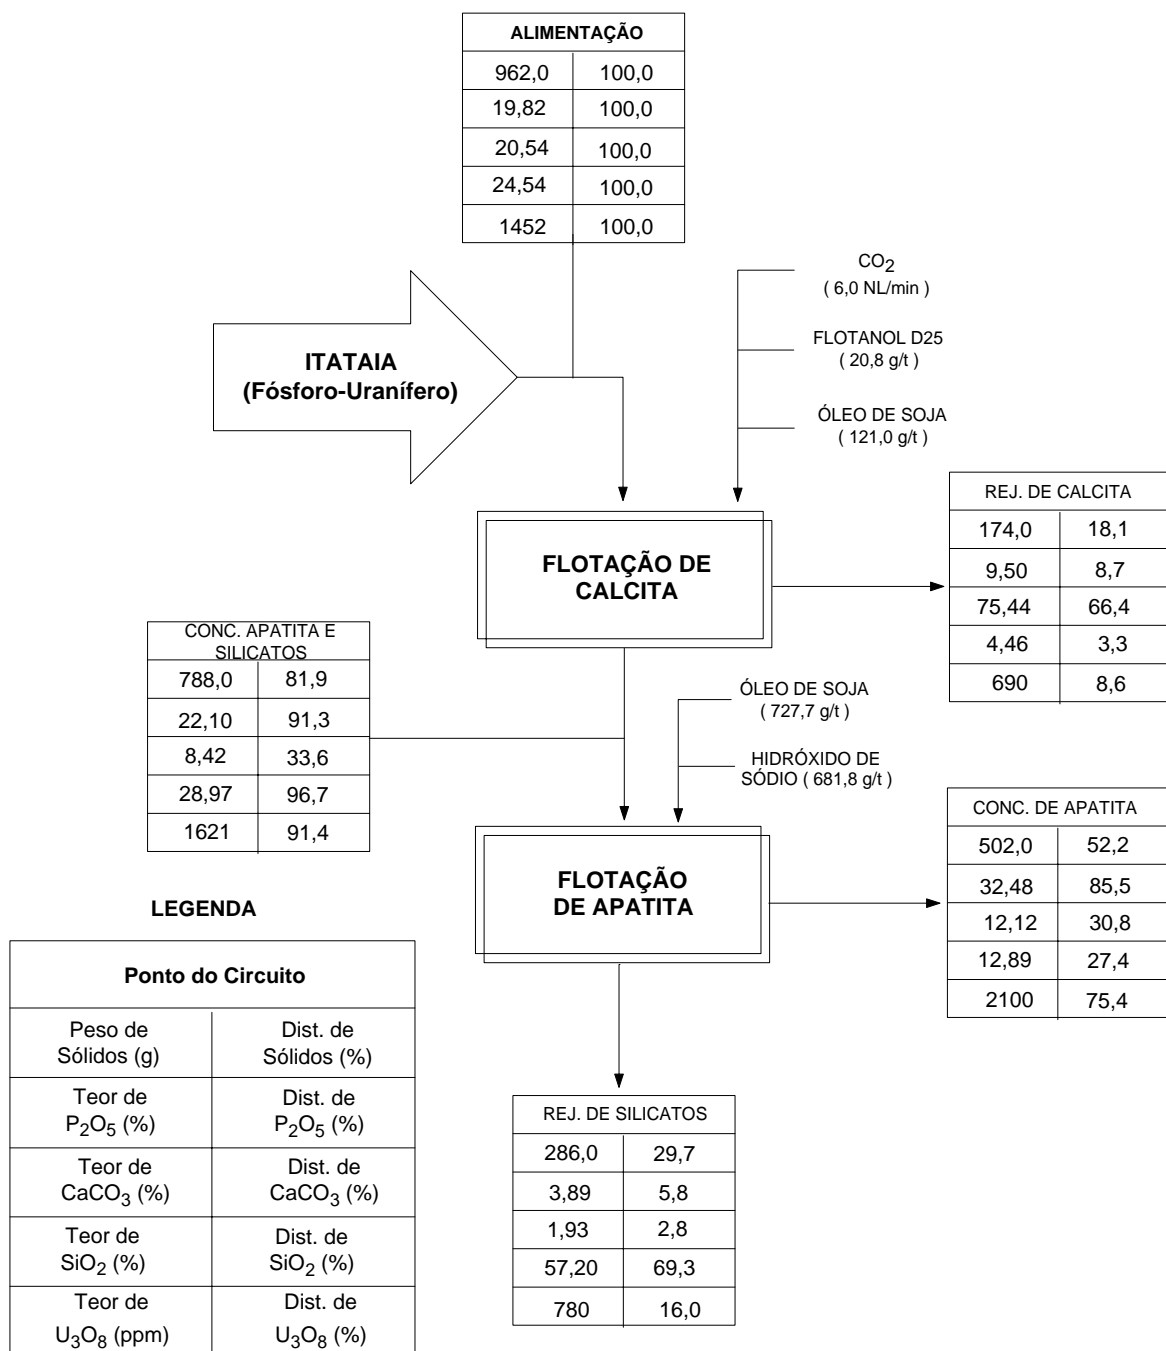 ALIMENTAÇÃO
962,0 100,0
19,82 100,0
20,54 100,0
24,54 100,0
1452 100,0
CO2
( 6,0 NL/min )
FLOTANOL D25
( 20,8 g/t )
ÓLEO DE SOJA
( 121,0 g/t )
ITATAIA
(Fósforo-Uranífero)
FLOTAÇÃO DE
CALCITA
REJ. DE CALCITA
174,0 18,1
9,50 8,7
75,44 66,4
4,46 3,3
690 8,6
CONC. APATITA E
SILICATOS
788,0 81,9
22,10 91,3
8,42 33,6
28,97 96,7
1621 91,4
ÓLEO DE SOJA
( 727,7 g/t )
HIDRÓXIDO DE
SÓDIO ( 681,8 g/t )
FLOTAÇÃO
DE APATITA
CONC. DE APATITA
502,0 52,2
32,48 85,5
12,12 30,8
12,89 27,4
2100 75,4
LEGENDA
Ponto do Circuito
Peso de Dist. de
Sólidos (g) Sólidos (%)
Teor de Dist. de
P2O5 (%) P2O5 (%)
Teor de Dist. de
CaCO3 (%) CaCO3 (%)
Teor de Dist. de
SiO2 (%) SiO2 (%)
Teor de Dist. de
U3O8 (ppm) U3O8 (%)
REJ. DE SILICATOS
286,0 29,7
3,89 5,8
1,93 2,8
57,20 69,3
780 16,0